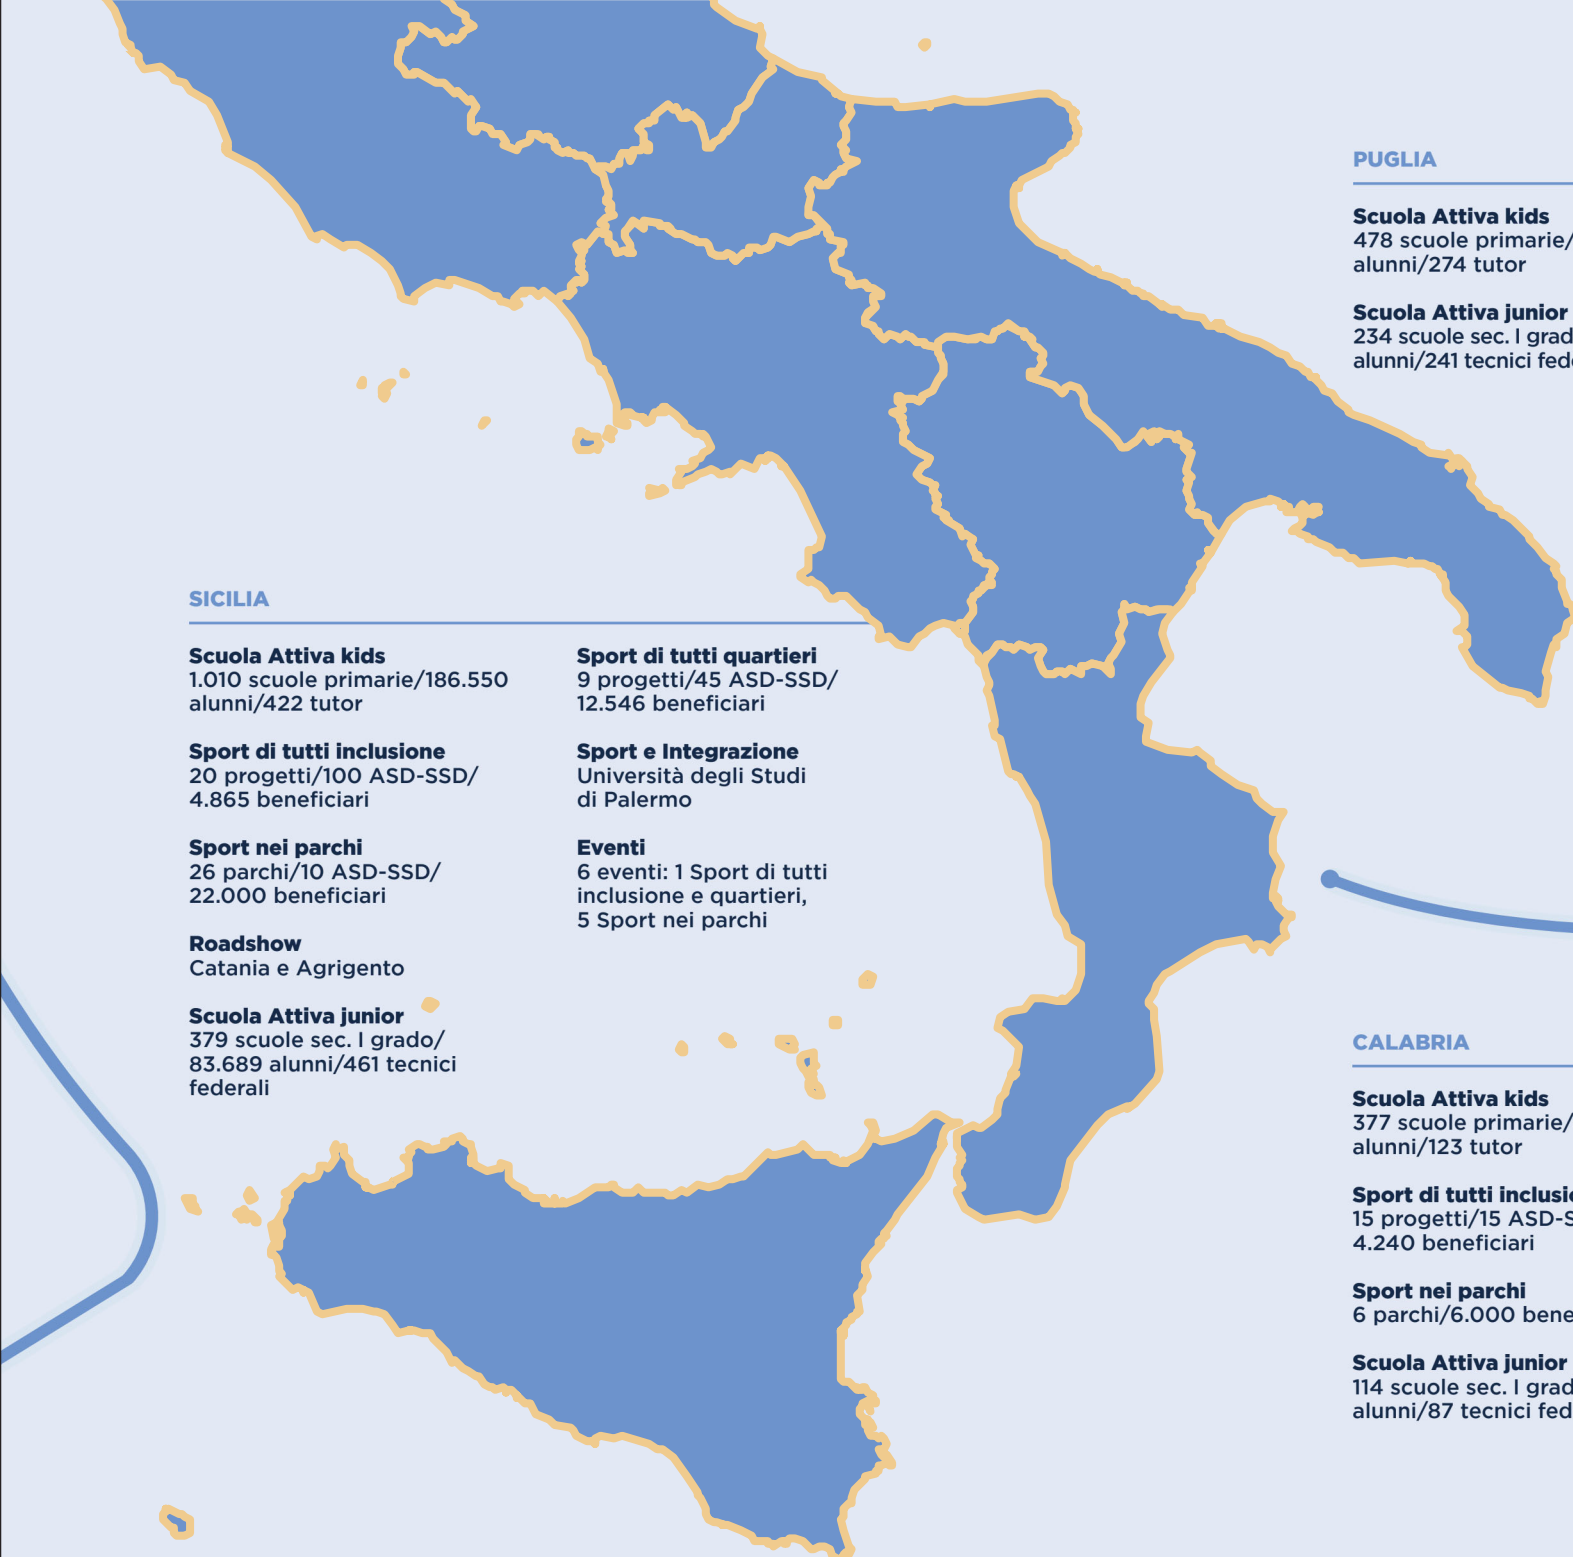 PUGLIA
Scuola Attiva kids
478 scuole primarie/
alunni/274 tutor
Scuola Attiva junior
234 scuole sec. I grad
alunni/241 tecnici fed
SICILIA
Scuola Attiva kids
1.010 scuole primarie/186.550
alunni/422 tutor
Sport di tutti inclusione
20 progetti/100 ASD-SSD/
4.865 beneficiari
Sport nei parchi
26 parchi/10 ASD-SSD/
22.000 beneficiari
Roadshow
Catania e Agrigento
Scuola Attiva junior
379 scuole sec. I grado/
83.689 alunni/461 tecnici
federali
Sport di tutti quartieri
9 progetti/45 ASD-SSD/
12.546 beneficiari
Sport e Integrazione
Università degli Studi
di Palermo
Eventi
6 eventi: 1 Sport di tutti
inclusione e quartieri,
5 Sport nei parchi
CALABRIA
Scuola Attiva kids
377 scuole primarie/
alunni/123 tutor
Sport di tutti inclusi
15 progetti/15 ASD-S
4.240 beneficiari
Sport nei parchi
6 parchi/6.000 bene
Scuola Attiva junior
114 scuole sec. I grad
alunni/87 tecnici fed